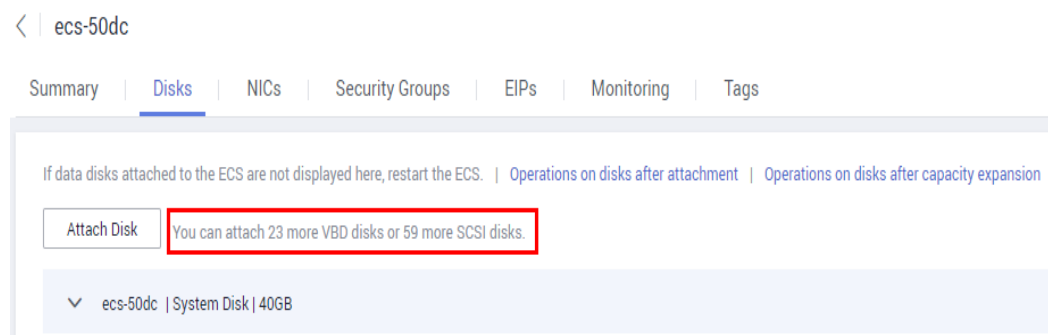 ecs-50dc
Summary | Disks | NICs | Security Groups | EIPs | Monitoring | Tags
If data disks attached to the ECS are not displayed here, restart the ECS. | Operations on disks after attachment | Operations on disks after capacity expansion
Attach Disk You can attach 23 more VBD disks or 59 more SCSI disks.
ecs-50dc | System Disk | 40GB